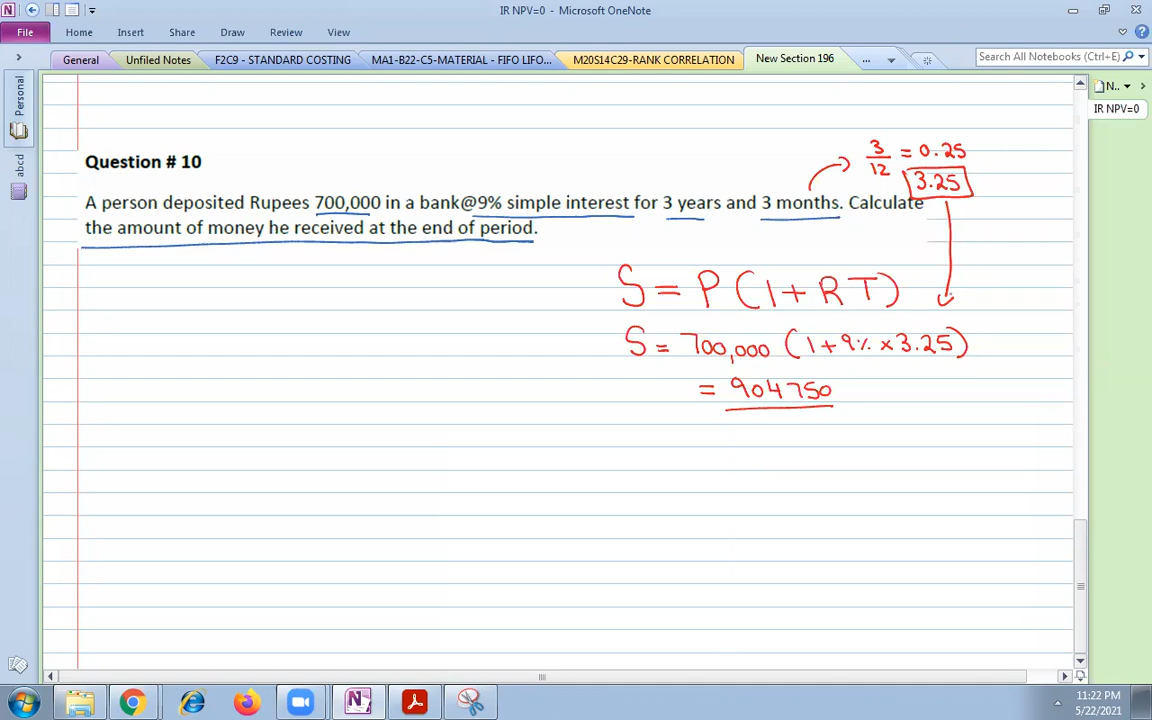 IR NPV=0 - Microsoft OneNote
File Home Insert Share Draw Review View
General Unfiled Notes F2C9 - STANDARD COSTING MA1-B22-C5-MATERIAL - FIFO LIFO... M20S14C29-RANK CORRELATION New Section 196 ... Search All Notebooks (Ctrl+E)
Personal
abcd
N..
IR NPV=0
3/12 = 0.25
3.25
Question # 10
A person deposited Rupees 700,000 in a bank@9% simple interest for 3 years and 3 months. Calculate
the amount of money he received at the end of period.
S = P (1+ R T)
S = 700,000 (1+9% x 3.25)
= 904750
11:22 PM
5/22/2021